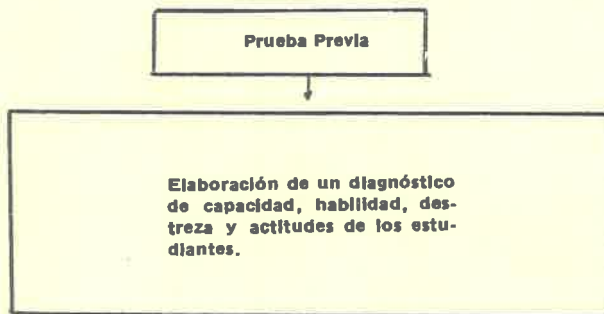 Prueba Previa
Elaboración de un diagnóstico
de capacidad, habilidad, des-
treza y actitudes de los estu-
diantes.